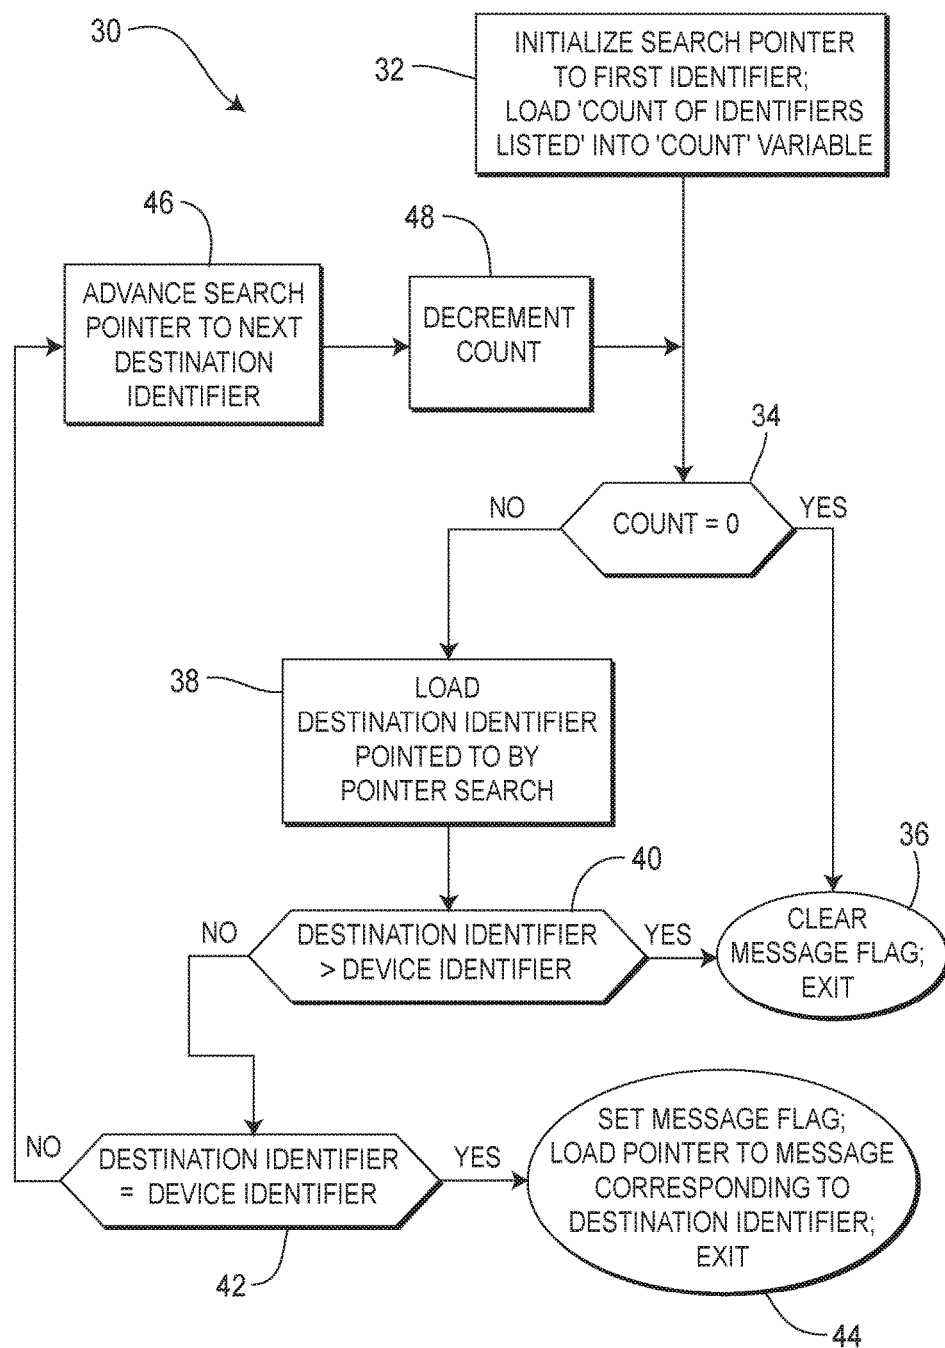 30
32
INITIALIZE SEARCH POINTER
TO FIRST IDENTIFIER;
LOAD 'COUNT OF IDENTIFIERS
LISTED' INTO 'COUNT' VARIABLE
46
ADVANCE SEARCH
POINTER TO NEXT
DESTINATION
IDENTIFIER
48
DECREMENT
COUNT
34
NO
COUNT = 0
YES
38
LOAD
DESTINATION IDENTIFIER
POINTED TO BY
POINTER SEARCH
40
NO
DESTINATION IDENTIFIER
> DEVICE IDENTIFIER
YES
36
CLEAR
MESSAGE FLAG;
EXIT
NO
DESTINATION IDENTIFIER
= DEVICE IDENTIFIER
YES
42
SET MESSAGE FLAG;
LOAD POINTER TO MESSAGE
CORRESPONDING TO
DESTINATION IDENTIFIER;
EXIT
44